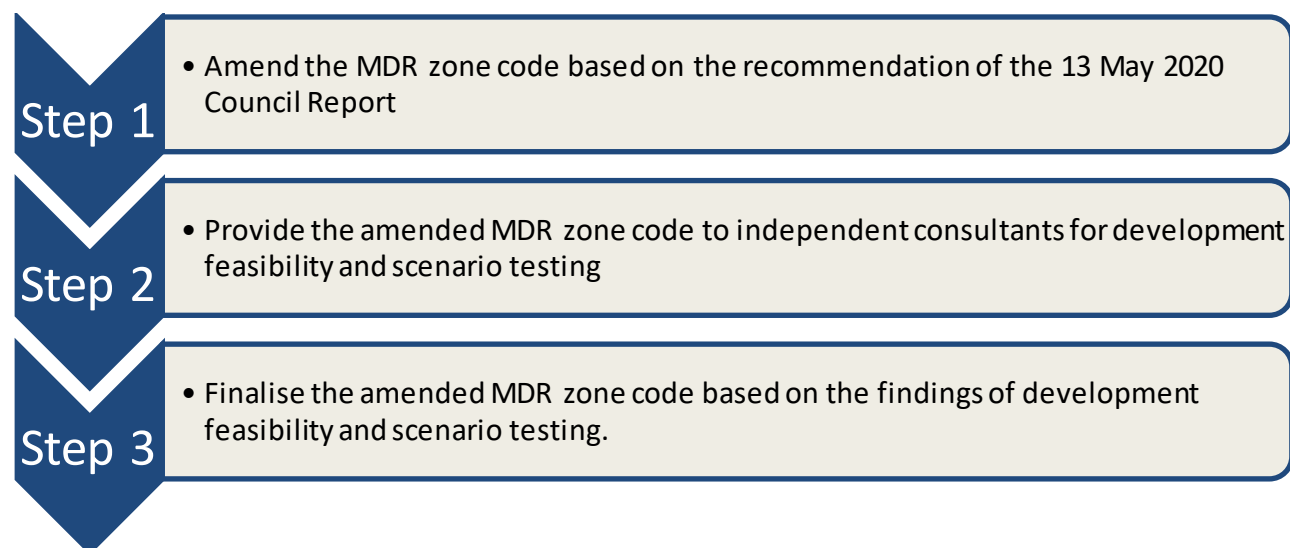 Step 1
• Amend the MDR zone code based on the recommendation of the 13 May 2020
Council Report
Step 2
• Provide the amended MDR zone code to independent consultants for development
feasibility and scenario testing
Step 3
• Finalise the amended MDR zone code based on the findings of development
feasibility and scenario testing.